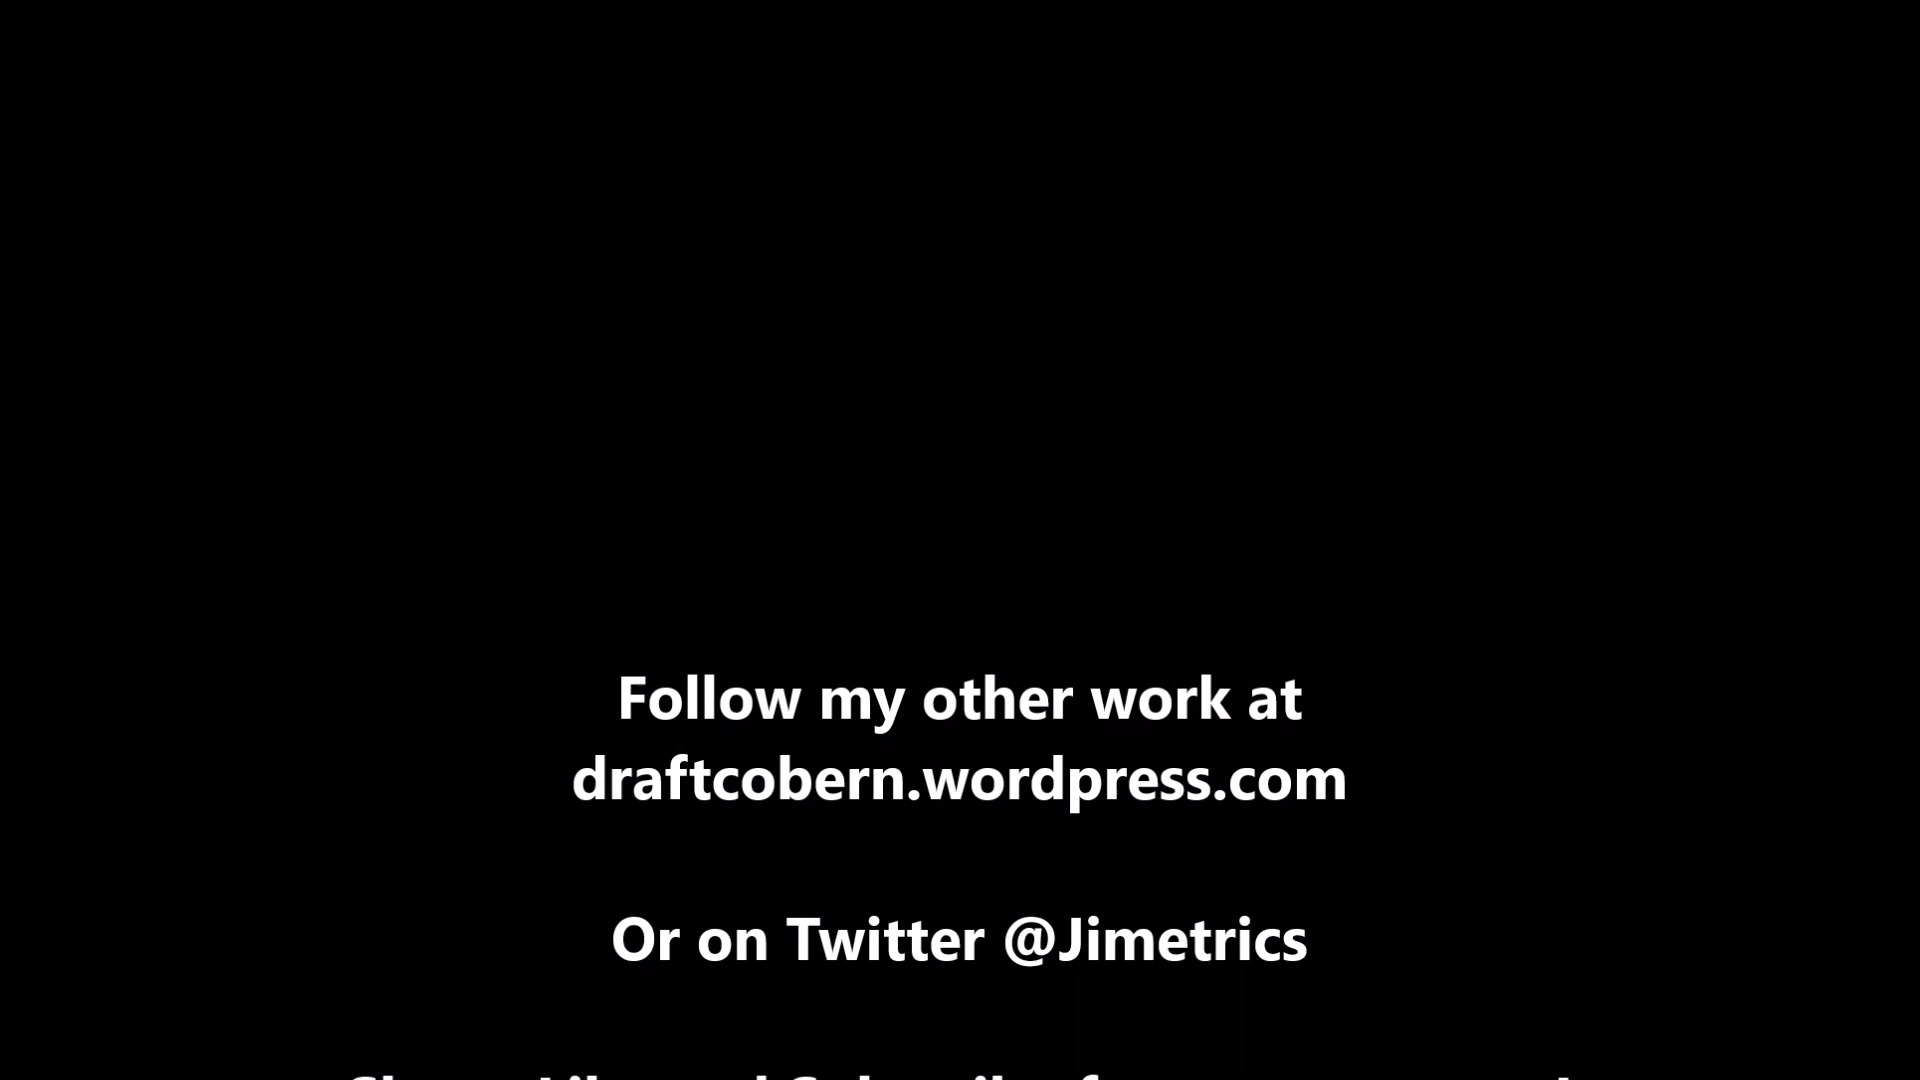 Follow my other work at
draftcobern.wordpress.com
Or on Twitter @Jimetrics